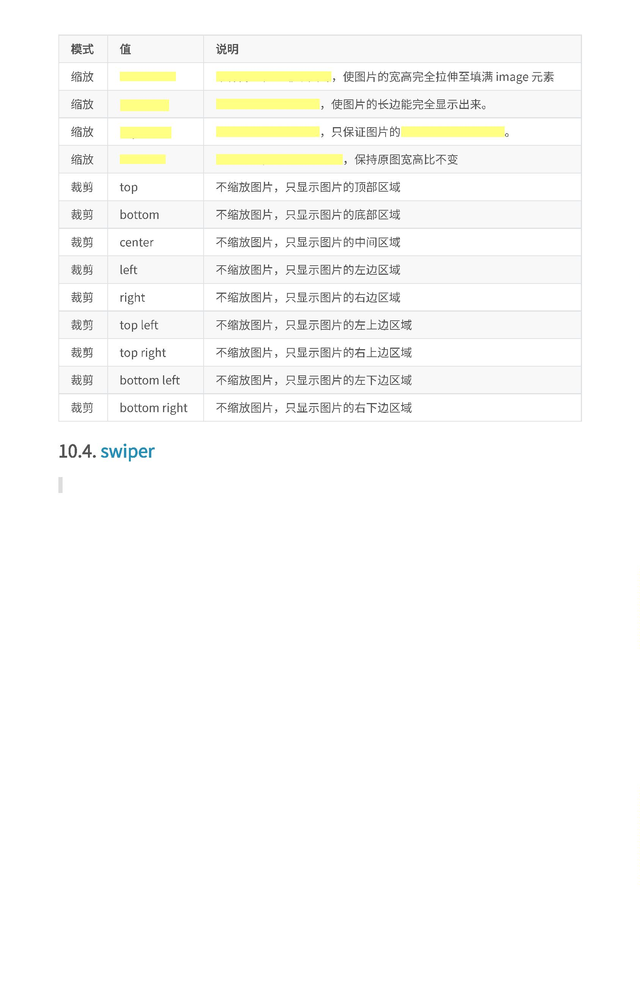 模式 值 说明
缩放 ，使图片的宽高完全拉伸至填满 image 元素
缩放 ，使图片的长边能完全显示出来。
缩放 ，只保证图片的 。
缩放 ，保持原图宽高比不变
裁剪 top 不缩放图片，只显示图片的顶部区域
裁剪 bottom 不缩放图片，只显示图片的底部区域
裁剪 center 不缩放图片，只显示图片的中间区域
裁剪 left 不缩放图片，只显示图片的左边区域
裁剪 right 不缩放图片，只显示图片的右边区域
裁剪 top left 不缩放图片，只显示图片的左上边区域
裁剪 top right 不缩放图片，只显示图片的右上边区域
裁剪 bottom left 不缩放图片，只显示图片的左下边区域
裁剪 bottom right 不缩放图片，只显示图片的右下边区域
10.4. swiper